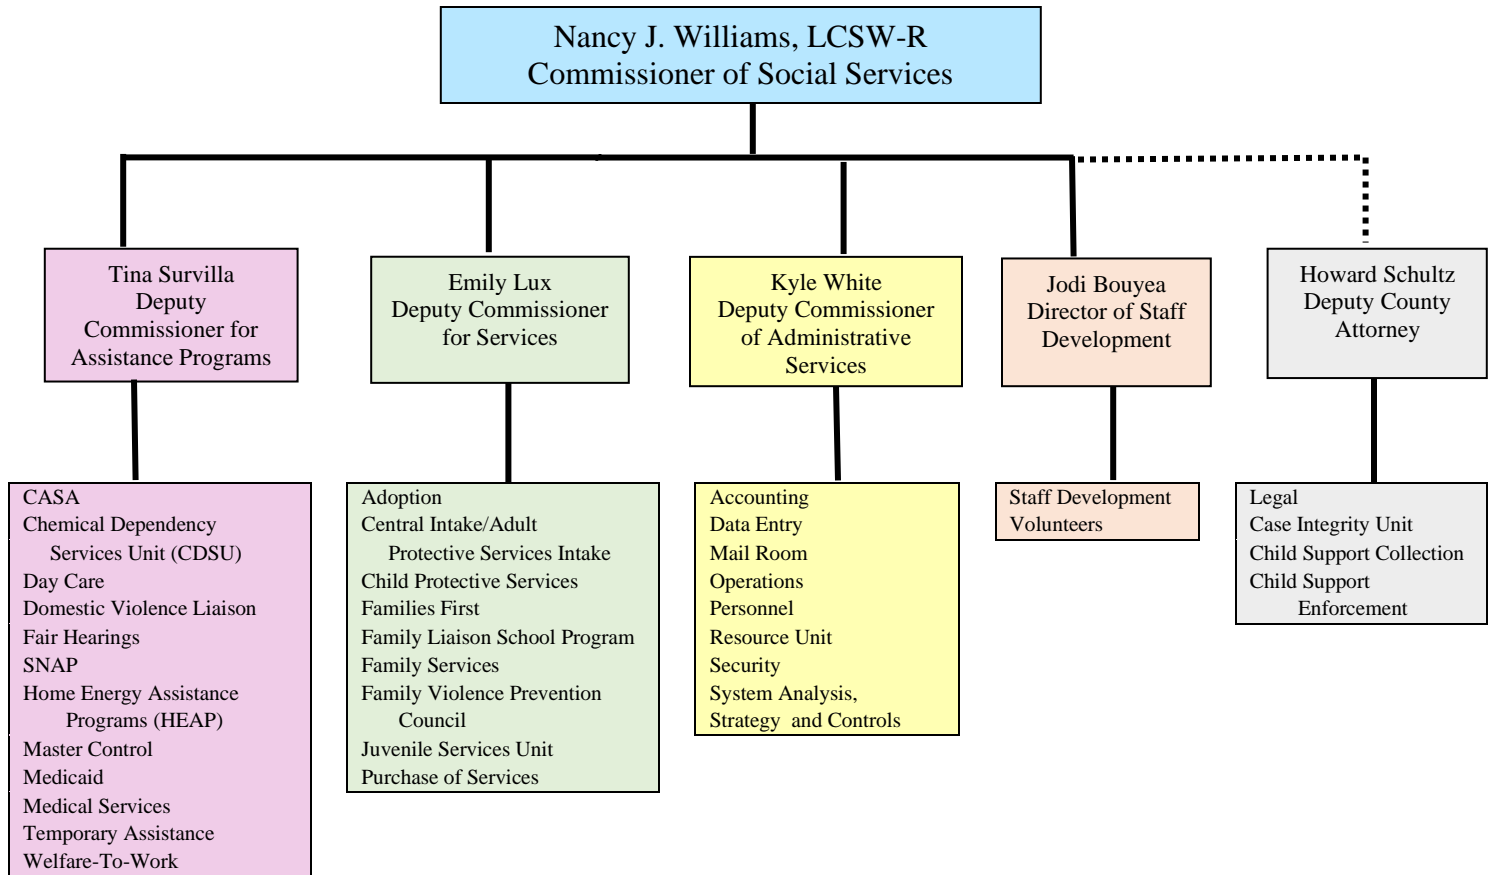 Nancy J. Williams, LCSW-R
Commissioner of Social Services
Tina Survilla
Deputy
Commissioner for
Assistance Programs
Emily Lux
Deputy Commissioner
for Services
Kyle White
Deputy Commissioner
of Administrative
Services
Jodi Bouyea
Director of Staff
Development
Howard Schultz
Deputy County
Attorney
CASA
Chemical Dependency
Services Unit (CDSU)
Day Care
Domestic Violence Liaison
Fair Hearings
SNAP
Home Energy Assistance
Programs (HEAP)
Master Control
Medicaid
Medical Services
Temporary Assistance
Welfare-To-Work
Adoption
Central Intake/Adult
Protective Services Intake
Child Protective Services
Families First
Family Liaison School Program
Family Services
Family Violence Prevention
Council
Juvenile Services Unit
Purchase of Services
Accounting
Data Entry
Mail Room
Operations
Personnel
Resource Unit
Security
System Analysis,
Strategy  and Controls
Staff Development
Volunteers
Legal
Case Integrity Unit
Child Support Collection
Child Support
Enforcement